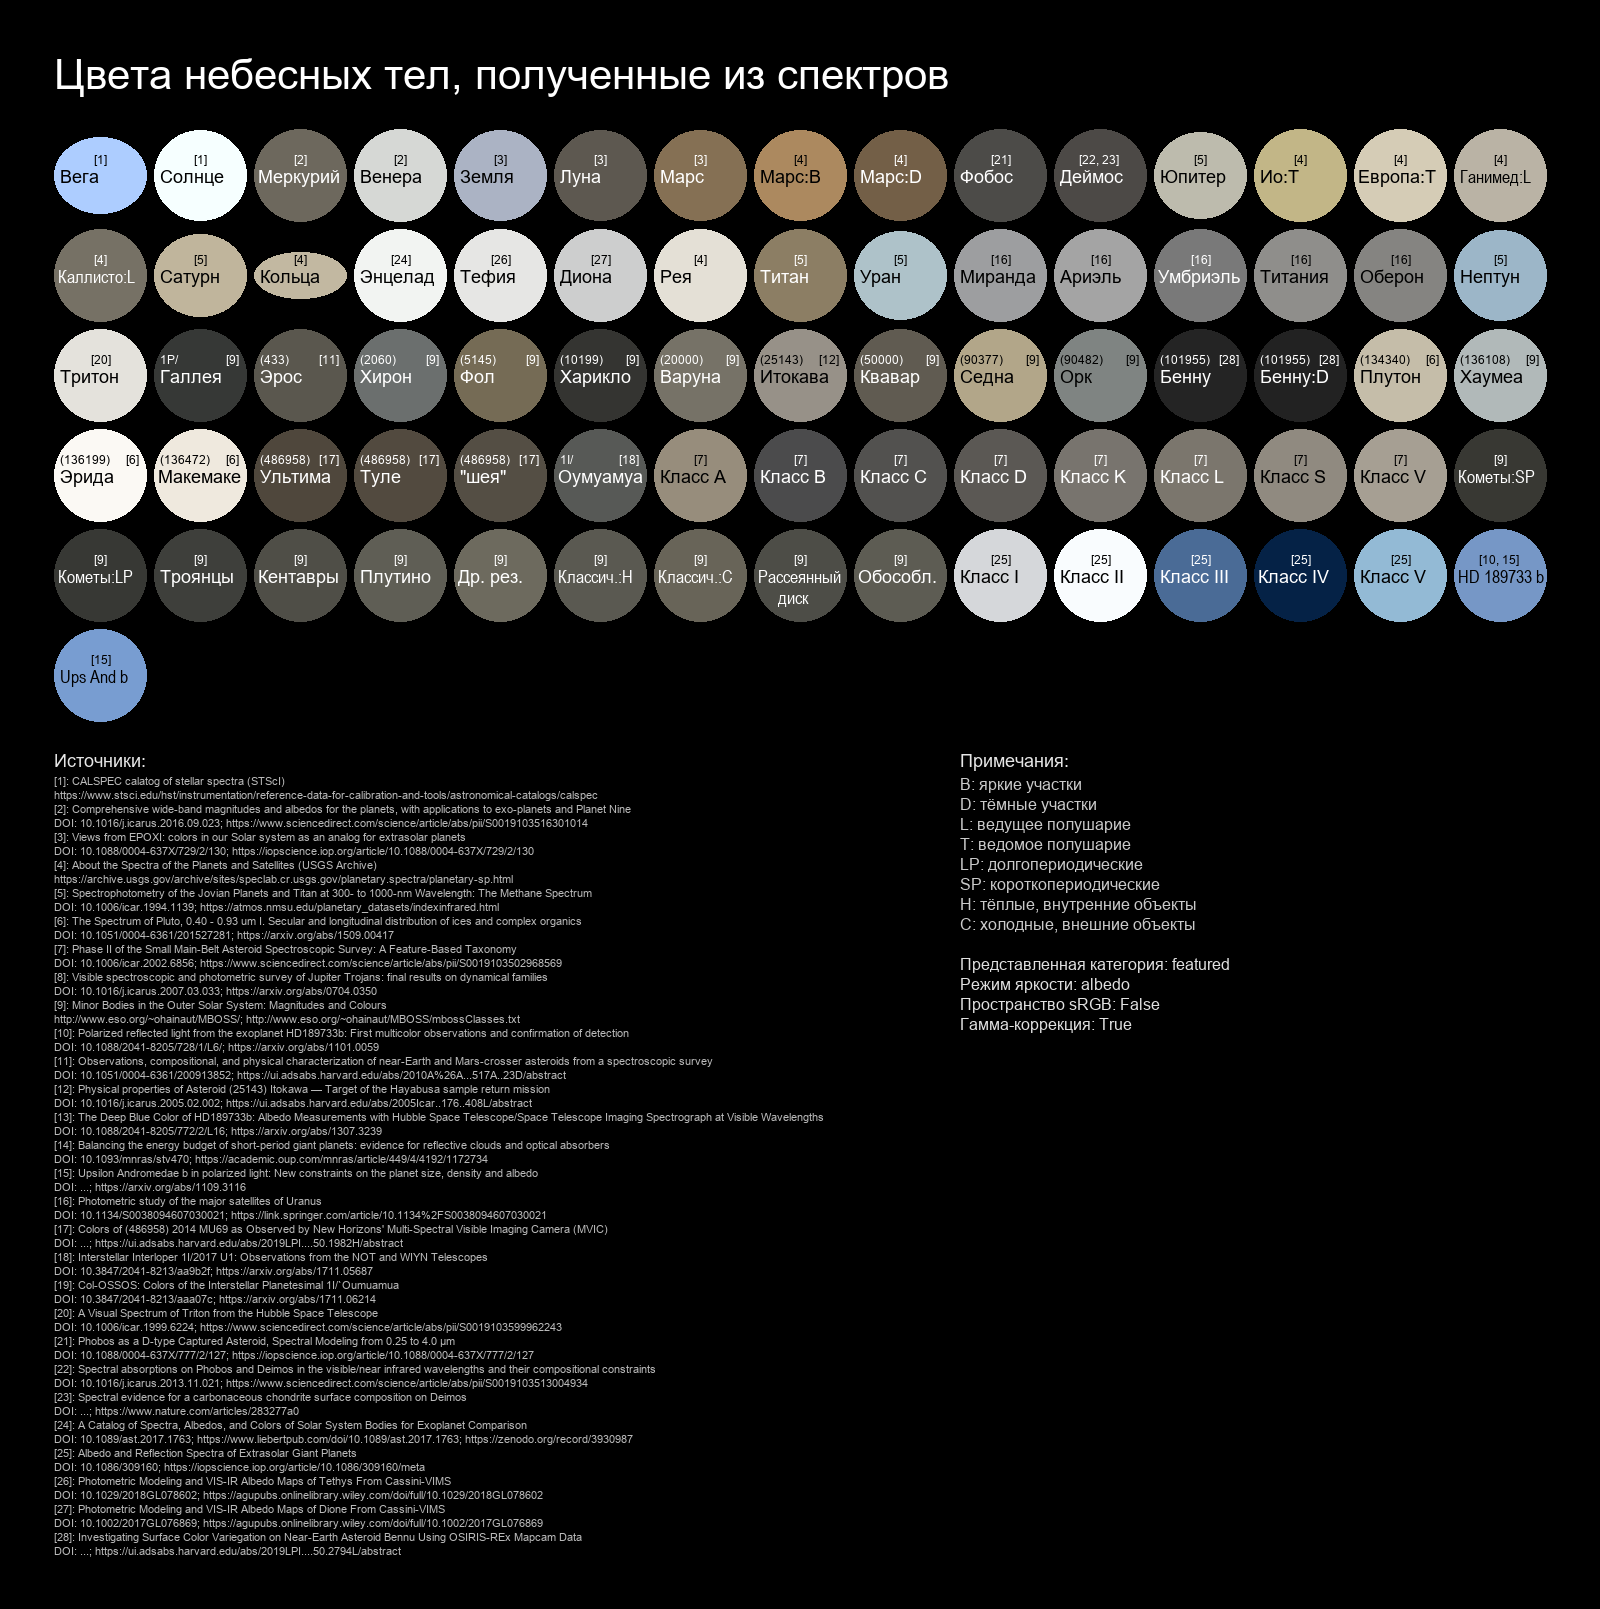 Цвета небесных тел, полученные из спектров
[1] [1] [2] [2] [3] [3] [3] [4] [4] [21] [22, 23] [5] [4] [4] [4]
Вега Солнце Меркурий Венера Земля Луна Марс Марс:B Марс:D Фобос Деймос Юпитер Ио:T Европа:T Ганимед:L
[4] [5] [4] [24] [26] [27] [4] [5] [5] [16] [16] [16] [16] [16] [5]
Каллисто:L Сатурн Кольца Энцелад Тефия Диона Рея Титан Уран Миранда Ариэль Умбриэль Титания Оберон Нептун
[20] 1P/ [9] (433) [11] (2060) [9] (5145) [9] (10199) [9] (20000) [9] (25143) [12] (50000) [9] (90377) [9] (90482) [9] (101955) [28] (101955) [28] (134340) [6] (136108) [9]
Тритон Галлея Эрос Хирон Фол Харикло Варуна Итокава Квавар Седна Орк Бенну Бенну:D Плутон Хаумеа
(136199) [6] (136472) [6] (486958) [17] (486958) [17] (486958) [17] 1I/ [18] [7] [7] [7] [7] [7] [7] [7] [7] [9]
Эрида Макемаке Ультима Туле "шея" Оумуамуа Класс A Класс B Класс C Класс D Класс K Класс L Класс S Класс V Кометы:SP
[9] [9] [9] [9] [9] [9] [9] [9] [9] [25] [25] [25] [25] [25] [10, 15]
Кометы:LP Троянцы Кентавры Плутино Др. рез. Классич.:H Классич.:C Рассеянный Обособл. Класс I Класс II Класс III Класс IV Класс V HD 189733 b
диск
[15]
Ups And b
Источники:
[1]: CALSPEC calatog of stellar spectra (STScI)
https://www.stsci.edu/hst/instrumentation/reference-data-for-calibration-and-tools/astronomical-catalogs/calspec
[2]: Comprehensive wide-band magnitudes and albedos for the planets, with applications to exo-planets and Planet Nine
DOI: 10.1016/j.icarus.2016.09.023; https://www.sciencedirect.com/science/article/abs/pii/S0019103516301014
[3]: Views from EPOXI: colors in our Solar system as an analog for extrasolar planets
DOI: 10.1088/0004-637X/729/2/130; https://iopscience.iop.org/article/10.1088/0004-637X/729/2/130
[4]: About the Spectra of the Planets and Satellites (USGS Archive)
https://archive.usgs.gov/archive/sites/speclab.cr.usgs.gov/planetary.spectra/planetary-sp.html
[5]: Spectrophotometry of the Jovian Planets and Titan at 300- to 1000-nm Wavelength: The Methane Spectrum
DOI: 10.1006/icar.1994.1139; https://atmos.nmsu.edu/planetary_datasets/indexinfrared.html
[6]: The Spectrum of Pluto, 0.40 - 0.93 um I. Secular and longitudinal distribution of ices and complex organics
DOI: 10.1051/0004-6361/201527281; https://arxiv.org/abs/1509.00417
[7]: Phase II of the Small Main-Belt Asteroid Spectroscopic Survey: A Feature-Based Taxonomy
DOI: 10.1006/icar.2002.6856; https://www.sciencedirect.com/science/article/abs/pii/S0019103502968569
[8]: Visible spectroscopic and photometric survey of Jupiter Trojans: final results on dynamical families
DOI: 10.1016/j.icarus.2007.03.033; https://arxiv.org/abs/0704.0350
[9]: Minor Bodies in the Outer Solar System: Magnitudes and Colours
http://www.eso.org/~ohainaut/MBOSS/; http://www.eso.org/~ohainaut/MBOSS/mbossClasses.txt
[10]: Polarized reflected light from the exoplanet HD189733b: First multicolor observations and confirmation of detection
DOI: 10.1088/2041-8205/728/1/L6/; https://arxiv.org/abs/1101.0059
[11]: Observations, compositional, and physical characterization of near-Earth and Mars-crosser asteroids from a spectroscopic survey
DOI: 10.1051/0004-6361/200913852; https://ui.adsabs.harvard.edu/abs/2010A%26A...517A..23D/abstract
[12]: Physical properties of Asteroid (25143) Itokawa — Target of the Hayabusa sample return mission
DOI: 10.1016/j.icarus.2005.02.002; https://ui.adsabs.harvard.edu/abs/2005Icar..176..408L/abstract
[13]: The Deep Blue Color of HD189733b: Albedo Measurements with Hubble Space Telescope/Space Telescope Imaging Spectrograph at Visible Wavelengths
DOI: 10.1088/2041-8205/772/2/L16; https://arxiv.org/abs/1307.3239
[14]: Balancing the energy budget of short-period giant planets: evidence for reflective clouds and optical absorbers
DOI: 10.1093/mnras/stv470; https://academic.oup.com/mnras/article/449/4/4192/1172734
[15]: Upsilon Andromedae b in polarized light: New constraints on the planet size, density and albedo
DOI: ...; https://arxiv.org/abs/1109.3116
[16]: Photometric study of the major satellites of Uranus
DOI: 10.1134/S0038094607030021; https://link.springer.com/article/10.1134%2FS0038094607030021
[17]: Colors of (486958) 2014 MU69 as Observed by New Horizons' Multi-Spectral Visible Imaging Camera (MVIC)
DOI: ...; https://ui.adsabs.harvard.edu/abs/2019LPI....50.1982H/abstract
[18]: Interstellar Interloper 1I/2017 U1: Observations from the NOT and WIYN Telescopes
DOI: 10.3847/2041-8213/aa9b2f; https://arxiv.org/abs/1711.05687
[19]: Col-OSSOS: Colors of the Interstellar Planetesimal 1I/`Oumuamua
DOI: 10.3847/2041-8213/aaa07c; https://arxiv.org/abs/1711.06214
[20]: A Visual Spectrum of Triton from the Hubble Space Telescope
DOI: 10.1006/icar.1999.6224; https://www.sciencedirect.com/science/article/abs/pii/S0019103599962243
[21]: Phobos as a D-type Captured Asteroid, Spectral Modeling from 0.25 to 4.0 μm
DOI: 10.1088/0004-637X/777/2/127; https://iopscience.iop.org/article/10.1088/0004-637X/777/2/127
[22]: Spectral absorptions on Phobos and Deimos in the visible/near infrared wavelengths and their compositional constraints
DOI: 10.1016/j.icarus.2013.11.021; https://www.sciencedirect.com/science/article/abs/pii/S0019103513004934
[23]: Spectral evidence for a carbonaceous chondrite surface composition on Deimos
DOI: ...; https://www.nature.com/articles/283277a0
[24]: A Catalog of Spectra, Albedos, and Colors of Solar System Bodies for Exoplanet Comparison
DOI: 10.1089/ast.2017.1763; https://www.liebertpub.com/doi/10.1089/ast.2017.1763; https://zenodo.org/record/3930987
[25]: Albedo and Reflection Spectra of Extrasolar Giant Planets
DOI: 10.1086/309160; https://iopscience.iop.org/article/10.1086/309160/meta
[26]: Photometric Modeling and VIS-IR Albedo Maps of Tethys From Cassini-VIMS
DOI: 10.1029/2018GL078602; https://agupubs.onlinelibrary.wiley.com/doi/full/10.1029/2018GL078602
[27]: Photometric Modeling and VIS-IR Albedo Maps of Dione From Cassini-VIMS
DOI: 10.1002/2017GL076869; https://agupubs.onlinelibrary.wiley.com/doi/full/10.1002/2017GL076869
[28]: Investigating Surface Color Variegation on Near-Earth Asteroid Bennu Using OSIRIS-REx Mapcam Data
DOI: ...; https://ui.adsabs.harvard.edu/abs/2019LPI....50.2794L/abstract
Примечания:
B: яркие участки
D: тёмные участки
L: ведущее полушарие
T: ведомое полушарие
LP: долгопериодические
SP: короткопериодические
H: тёплые, внутренние объекты
C: холодные, внешние объекты
Представленная категория: featured
Режим яркости: albedo
Пространство sRGB: False
Гамма-коррекция: True